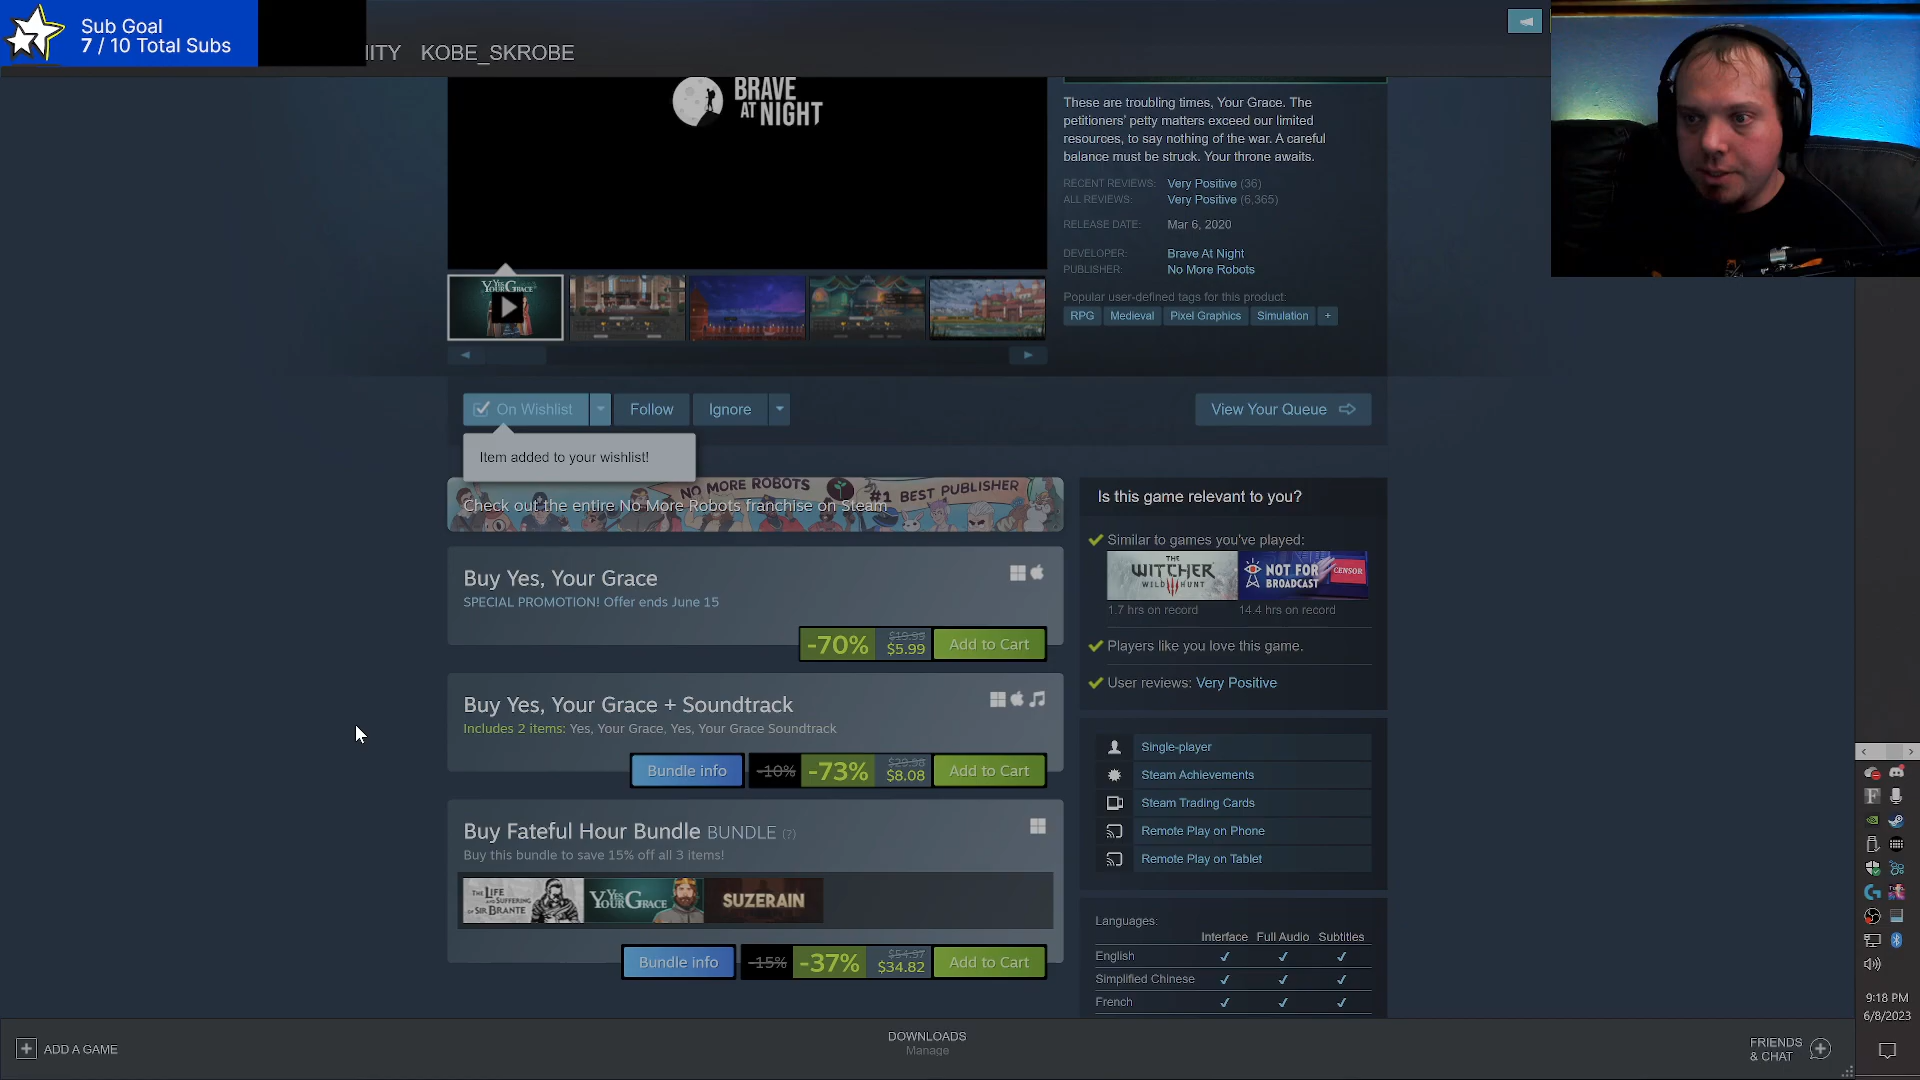 Sub Goal
7 / 10 Total Subs
ITY KOBE_SKROBE
BRAVE
AT NIGHT
These are troubling times, Your Grace. The
petitioners' petty matters exceed our limited
resources, to say nothing of the war. A careful
balance must be struck. Your throne awaits.
RECENT REVIEWS: Very Positive (36)
ALL REVIEWS: Very Positive (6,365)
RELEASE DATE: Mar 6, 2020
DEVELOPER: Brave At Night
PUBLISHER: No More Robots
Popular user-defined tags for this product:
RPG Medieval Pixel Graphics Simulation +
YES, YOUR GRACE
On Wishlist Follow Ignore View Your Queue
Item added to your wishlist!
NO MORE ROBOTS #1 BEST PUBLISHER
Check out the entire No More Robots franchise on Steam
Is this game relevant to you?
Similar to games you've played:
THE WITCHER WILD HUNT
NOT FOR BROADCAST CENSOR
1.7 hrs on record 14.4 hrs on record
Players like you love this game.
User reviews: Very Positive
Buy Yes, Your Grace
SPECIAL PROMOTION! Offer ends June 15
-70% $19.99 $5.99 Add to Cart
Buy Yes, Your Grace + Soundtrack
Includes 2 items: Yes, Your Grace, Yes, Your Grace Soundtrack
Bundle info -10% -73% $29.98 $8.08 Add to Cart
Buy Fateful Hour Bundle BUNDLE (?)
Buy this bundle to save 15% off all 3 items!
THE LIFE AND SUFFERING OF SIR BRANTE
YES, YOUR GRACE
SUZERAIN
Bundle info -15% -37% $54.97 $34.82 Add to Cart
Single-player
Steam Achievements
Steam Trading Cards
Remote Play on Phone
Remote Play on Tablet
Languages:
Interface Full Audio Subtitles
English ✓ ✓ ✓
Simplified Chinese ✓ ✓ ✓
French ✓ ✓ ✓
ADD A GAME
DOWNLOADS
Manage
FRIENDS
& CHAT
9:18 PM
6/8/2023